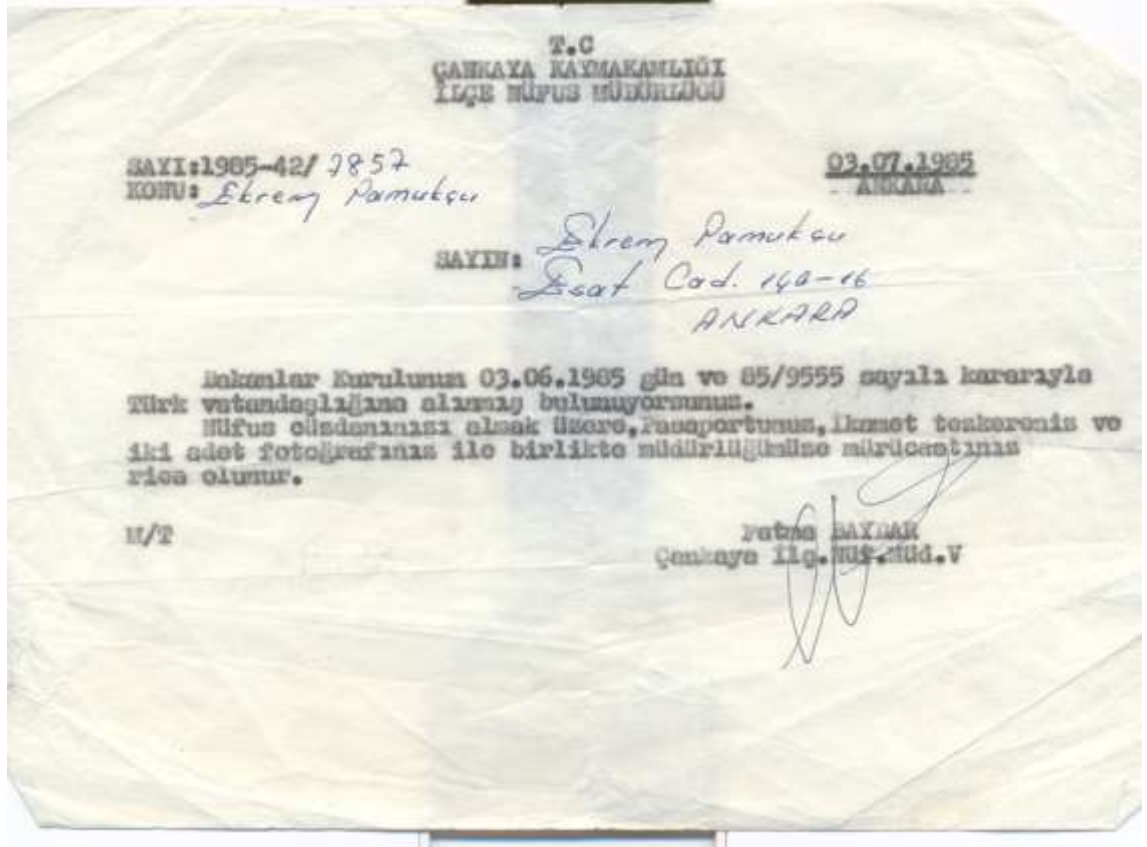 T.C
ÇANKAYA KAYMAKAMLIĞI
İLÇE NÜFUS MÜDÜRLÜĞÜ
SAYI:1985-42/ 7857
03.07.1985
KONU: Ekrem Pamukçu
ANKARA
SAYIN: Ekrem Pamukçu
Esat Cad. 140-16
ANKARA
Bakanlar Kurulunun 03.06.1985 gün ve 85/9555 sayılı kararıyla
Türk vatandaşlığına alınmış bulunuyorsunuz.
Nüfus cüzdanınızı almak üzere,Pasaportunuz,İkamet tezkereniz ve
iki adet fotoğrafınız ile birlikte müdürlüğümüze mürücaatınız
rica olunur.
M/T
Fatma BAYDAR
Çankaya İlç.Nüf.Müd.V